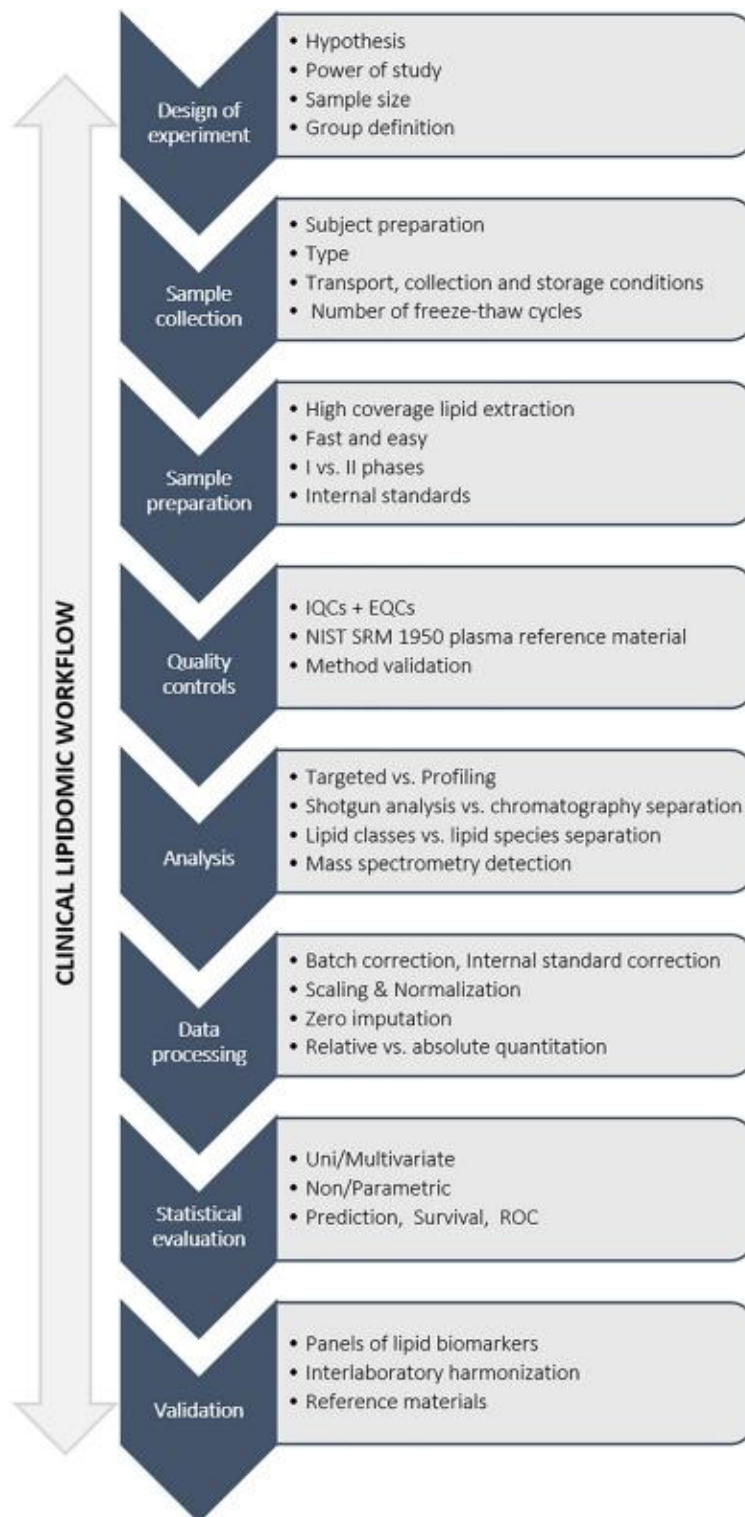 CLINICAL LIPIDOMIC WORKFLOW
Design of
experiment
• Hypothesis
• Power of study
• Sample size
• Group definition
Sample
collection
• Subject preparation
• Type
• Transport, collection and storage conditions
• Number of freeze-thaw cycles
Sample
preparation
• High coverage lipid extraction
• Fast and easy
• I vs. II phases
• Internal standards
Quality
controls
• IQCs + EQCs
• NIST SRM 1950 plasma reference material
• Method validation
Analysis
• Targeted vs. Profiling
• Shotgun analysis vs. chromatography separation
• Lipid classes vs. lipid species separation
• Mass spectrometry detection
Data
processing
• Batch correction, Internal standard correction
• Scaling & Normalization
• Zero imputation
• Relative vs. absolute quantitation
Statistical
evaluation
• Uni/Multivariate
• Non/Parametric
• Prediction, Survival, ROC
Validation
• Panels of lipid biomarkers
• Interlaboratory harmonization
• Reference materials